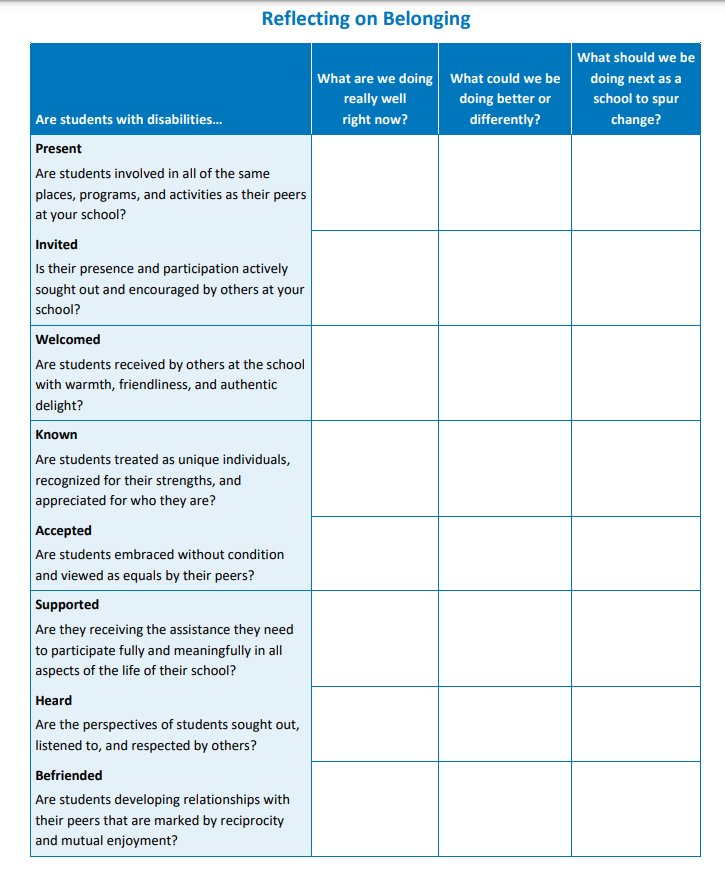 Reflecting on Belonging
Are students with disabilities…
What are we doing
really well
right now?
What could we be
doing better or
differently?
What should we be
doing next as a
school to spur
change?
Present
Are students involved in all of the same
places, programs, and activities as their peers
at your school?
Invited
Is their presence and participation actively
sought out and encouraged by others at your
school?
Welcomed
Are students received by others at the school
with warmth, friendliness, and authentic
delight?
Known
Are students treated as unique individuals,
recognized for their strengths, and
appreciated for who they are?
Accepted
Are students embraced without condition
and viewed as equals by their peers?
Supported
Are they receiving the assistance they need
to participate fully and meaningfully in all
aspects of the life of their school?
Heard
Are the perspectives of students sought out,
listened to, and respected by others?
Befriended
Are students developing relationships with
their peers that are marked by reciprocity
and mutual enjoyment?